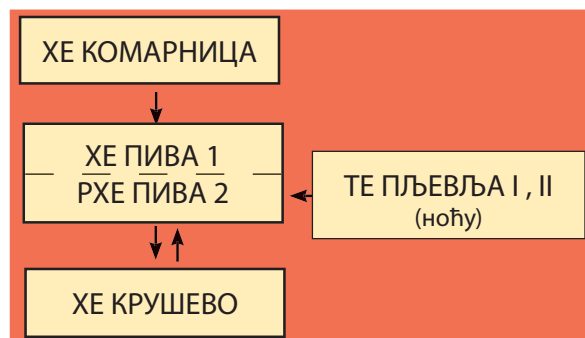 ХЕ КОМАРНИЦА
ХЕ ПИВА 1
РХЕ ПИВА 2
ТЕ ПЉЕВЉА I , II
(ноћу)
ХЕ КРУШЕВО